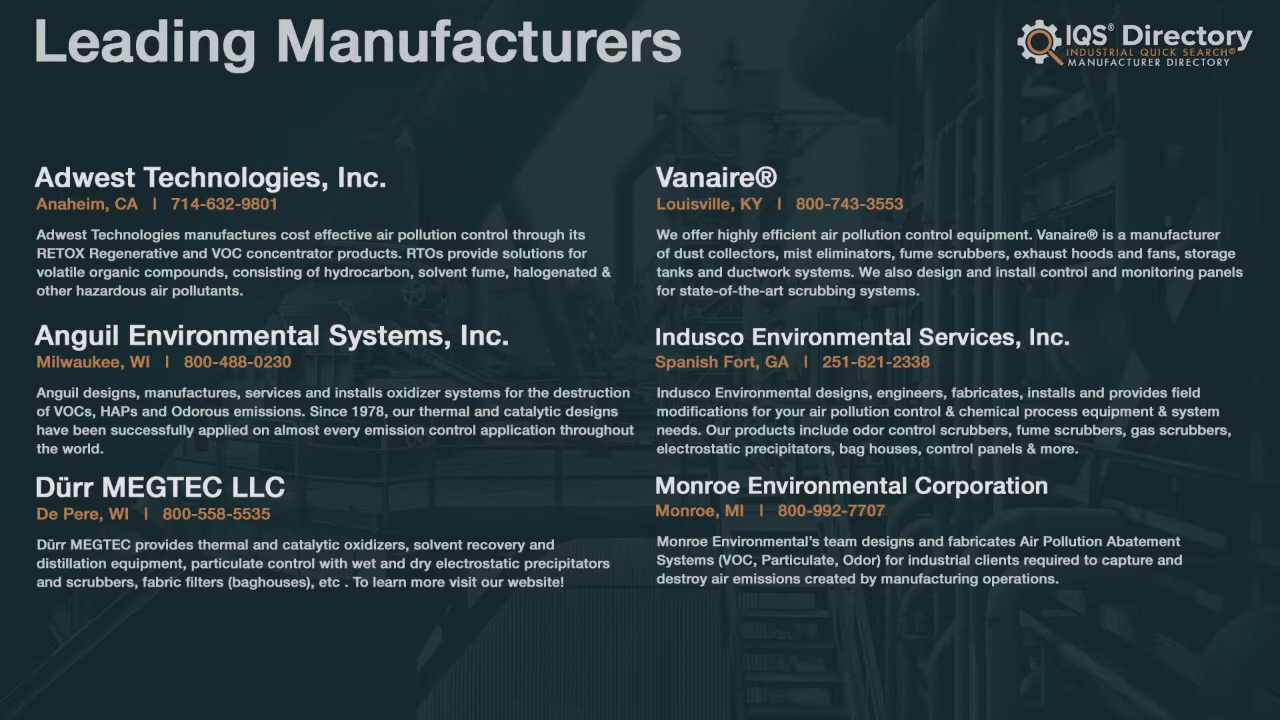 Leading Manufacturers
IQS® Directory
INDUSTRIAL QUICK SEARCH®
MANUFACTURER DIRECTORY
Adwest Technologies, Inc.
Anaheim, CA | 714-632-9801
Adwest Technologies manufactures cost effective air pollution control through its
RETOX Regenerative and VOC concentrator products. RTOs provide solutions for
volatile organic compounds, consisting of hydrocarbon, solvent fume, halogenated &
other hazardous air pollutants.
Anguil Environmental Systems, Inc.
Milwaukee, WI | 800-488-0230
Anguil designs, manufactures, services and installs oxidizer systems for the destruction
of VOCs, HAPs and Odorous emissions. Since 1978, our thermal and catalytic designs
have been successfully applied on almost every emission control application throughout
the world.
Dürr MEGTEC LLC
De Pere, WI | 800-558-5535
Dürr MEGTEC provides thermal and catalytic oxidizers, solvent recovery and
distillation equipment, particulate control with wet and dry electrostatic precipitators
and scrubbers, fabric filters (baghouses), etc . To learn more visit our website!
Vanaire®
Louisville, KY | 800-743-3553
We offer highly efficient air pollution control equipment. Vanaire® is a manufacturer
of dust collectors, mist eliminators, fume scrubbers, exhaust hoods and fans, storage
tanks and ductwork systems. We also design and install control and monitoring panels
for state-of-the-art scrubbing systems.
Indusco Environmental Services, Inc.
Spanish Fort, GA | 251-621-2338
Indusco Environmental designs, engineers, fabricates, installs and provides field
modifications for your air pollution control & chemical process equipment & system
needs. Our products include odor control scrubbers, fume scrubbers, gas scrubbers,
electrostatic precipitators, bag houses, control panels & more.
Monroe Environmental Corporation
Monroe, MI | 800-992-7707
Monroe Environmental's team designs and fabricates Air Pollution Abatement
Systems (VOC, Particulate, Odor) for industrial clients required to capture and
destroy air emissions created by manufacturing operations.